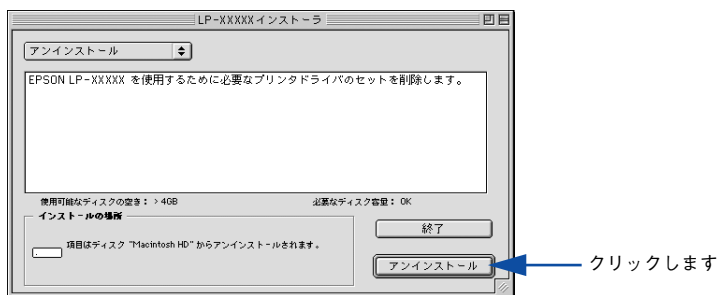 LP-XXXXXインストーラ
アンインストール
EPSON LP-XXXXX を使用するために必要なプリンタドライバのセットを削除します。
使用可能なディスクの空き：＞4GB 必要なディスク容量： OK
インストールの場所
項目はディスク "Macintosh HD" からアンインストールされます。
終了
アンインストール
クリックします